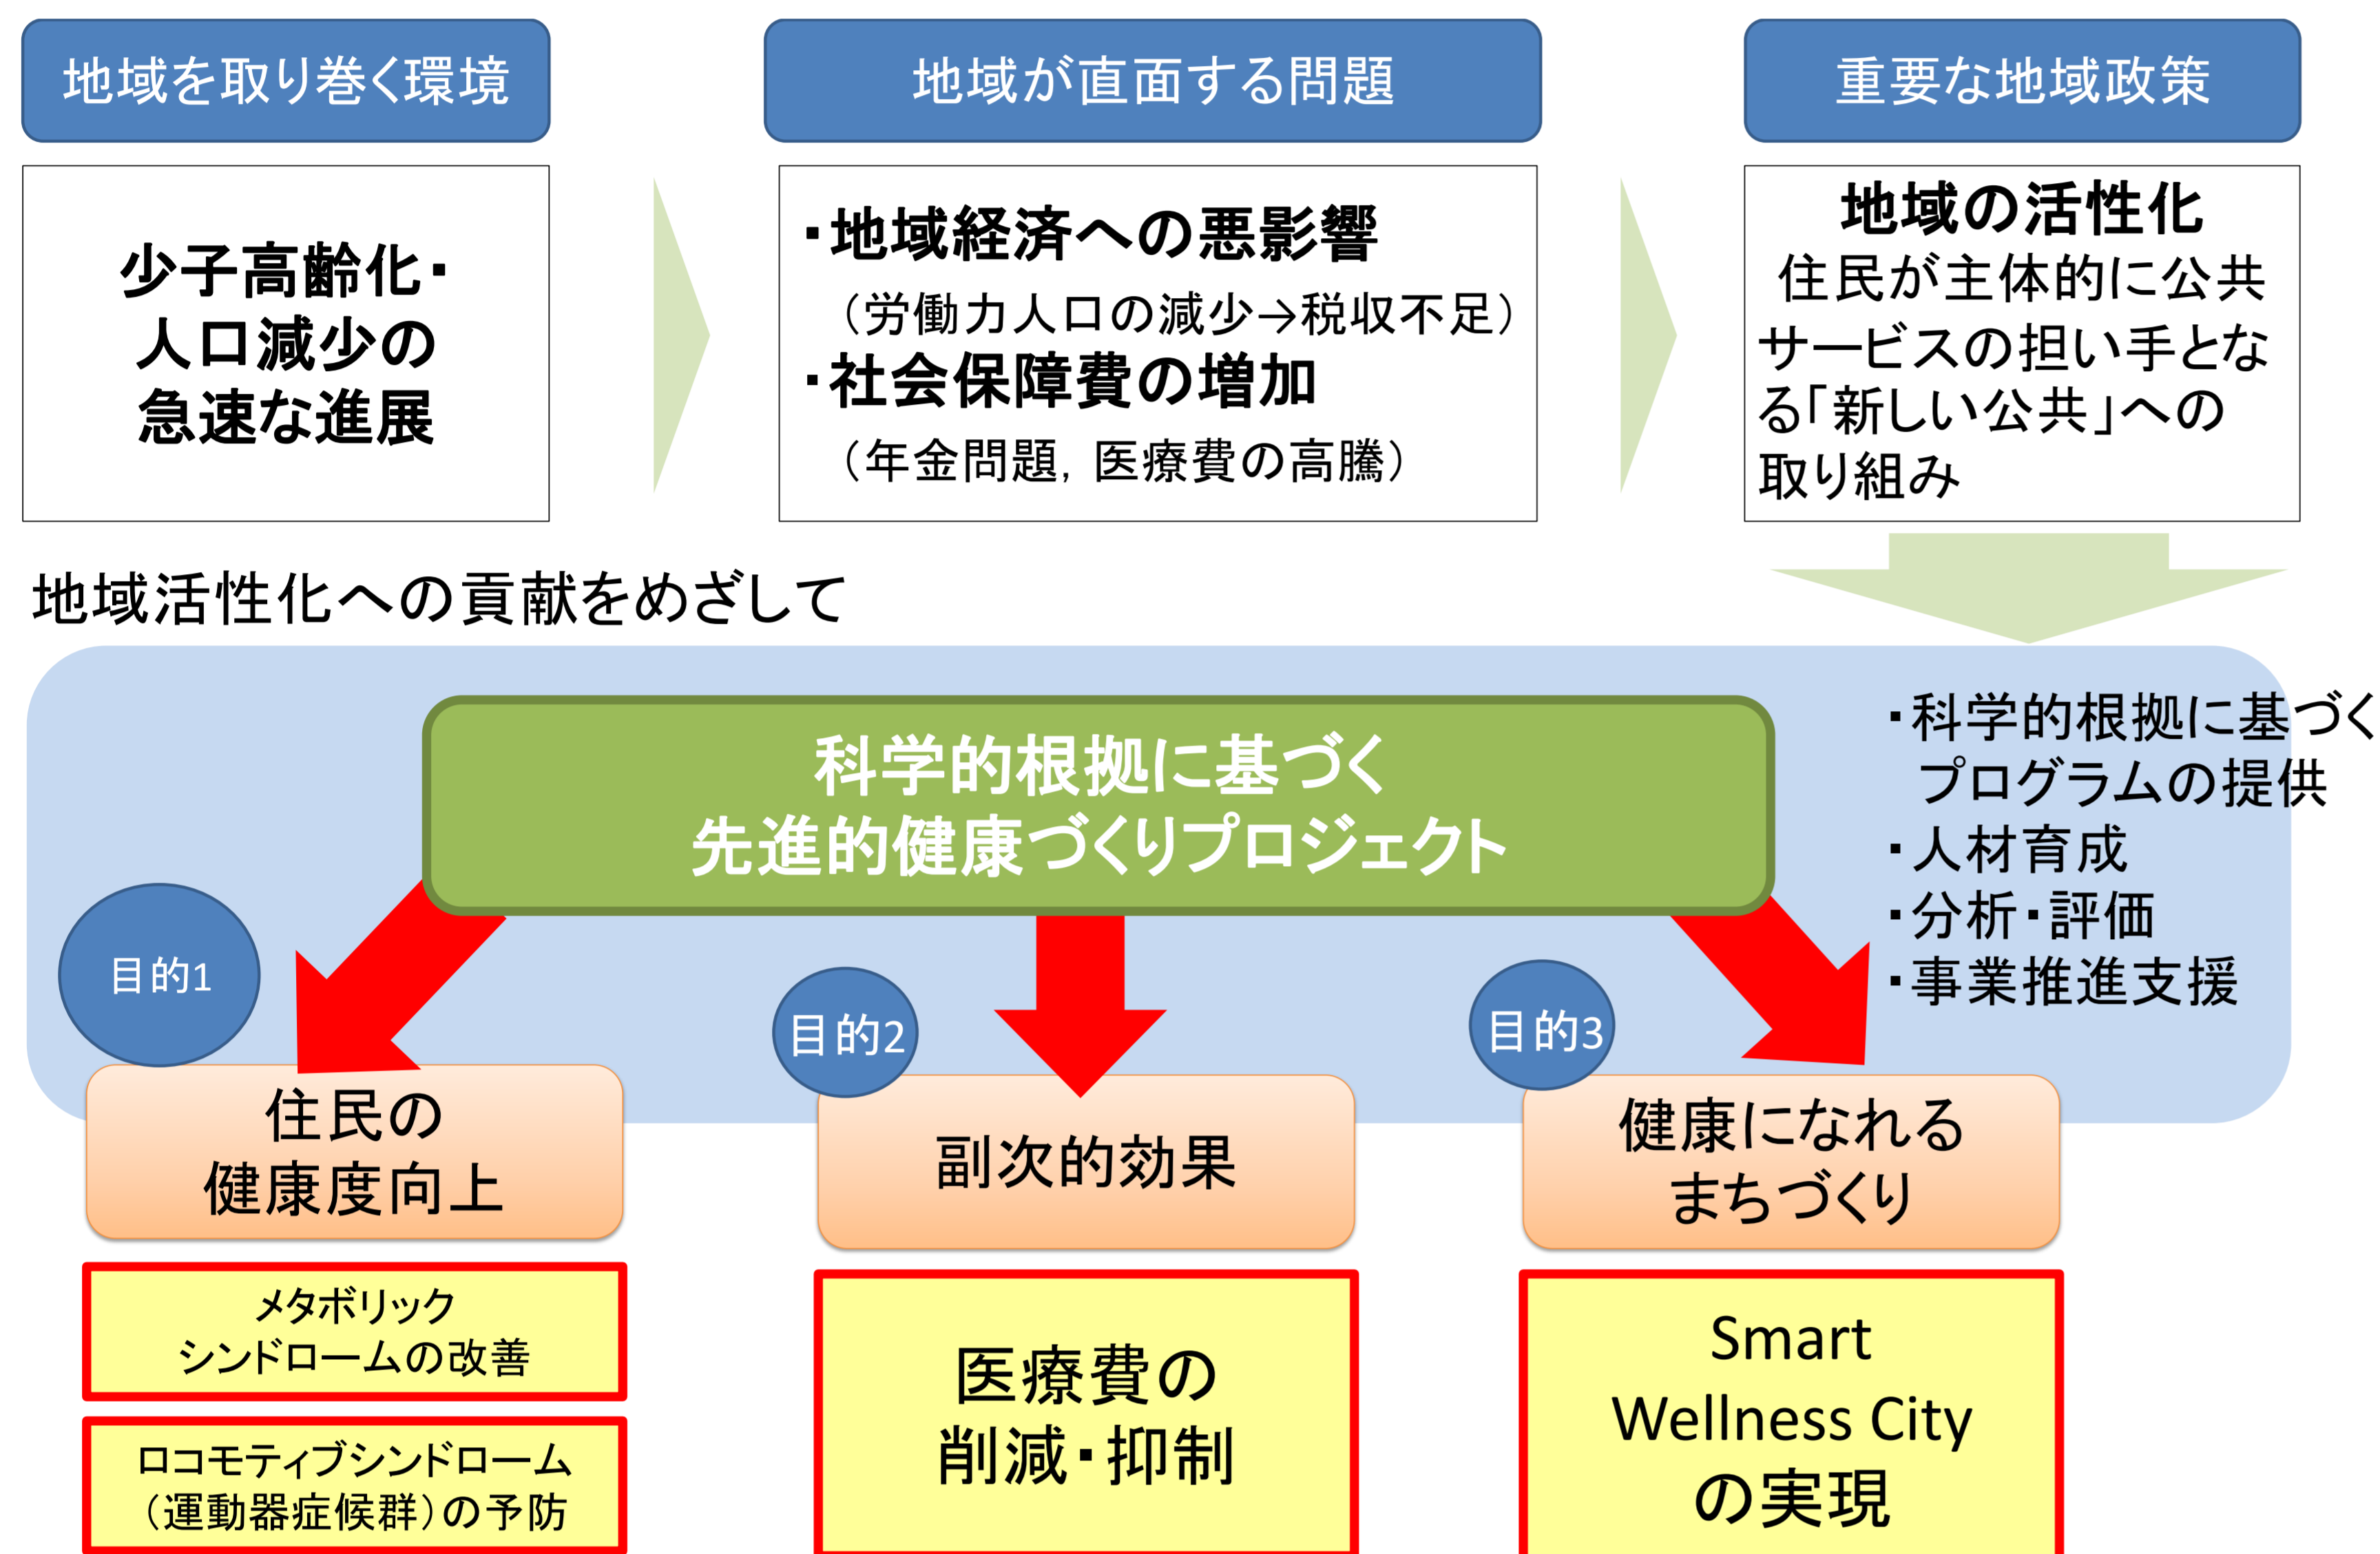 地域を取り巻く環境
地域が直面する問題
重要な地域政策
少子高齢化・
人口減少の
急速な進展
・地域経済への悪影響
（労働力人口の減少→税収不足）
・社会保障費の増加
（年金問題，医療費の高騰）
地域の活性化
住民が主体的に公共
サービスの担い手とな
る「新しい公共」への
取り組み
地域活性化への貢献をめざして
科学的根拠に基づく
先進的健康づくりプロジェクト
・科学的根拠に基づく
プログラムの提供
・人材育成
・分析・評価
・事業推進支援
目的1
住民の
健康度向上
メタボリック
シンドロームの改善
ロコモティブシンドローム
（運動器症候群）の予防
目的2
副次的効果
医療費の
削減・抑制
目的3
健康になれる
まちづくり
Smart
Wellness City
の実現